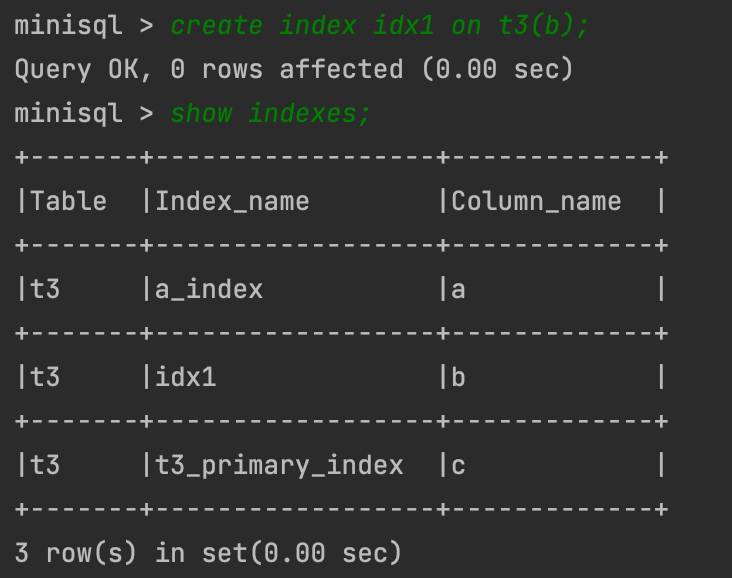 minisql > create index idx1 on t3(b);
Query OK, 0 rows affected (0.00 sec)
minisql > show indexes;
+-------+------------------+-------------+
|Table  |Index_name        |Column_name  |
+-------+------------------+-------------+
|t3     |a_index           |a            |
+-------+------------------+-------------+
|t3     |idx1              |b            |
+-------+------------------+-------------+
|t3     |t3_primary_index  |c            |
+-------+------------------+-------------+
3 row(s) in set(0.00 sec)